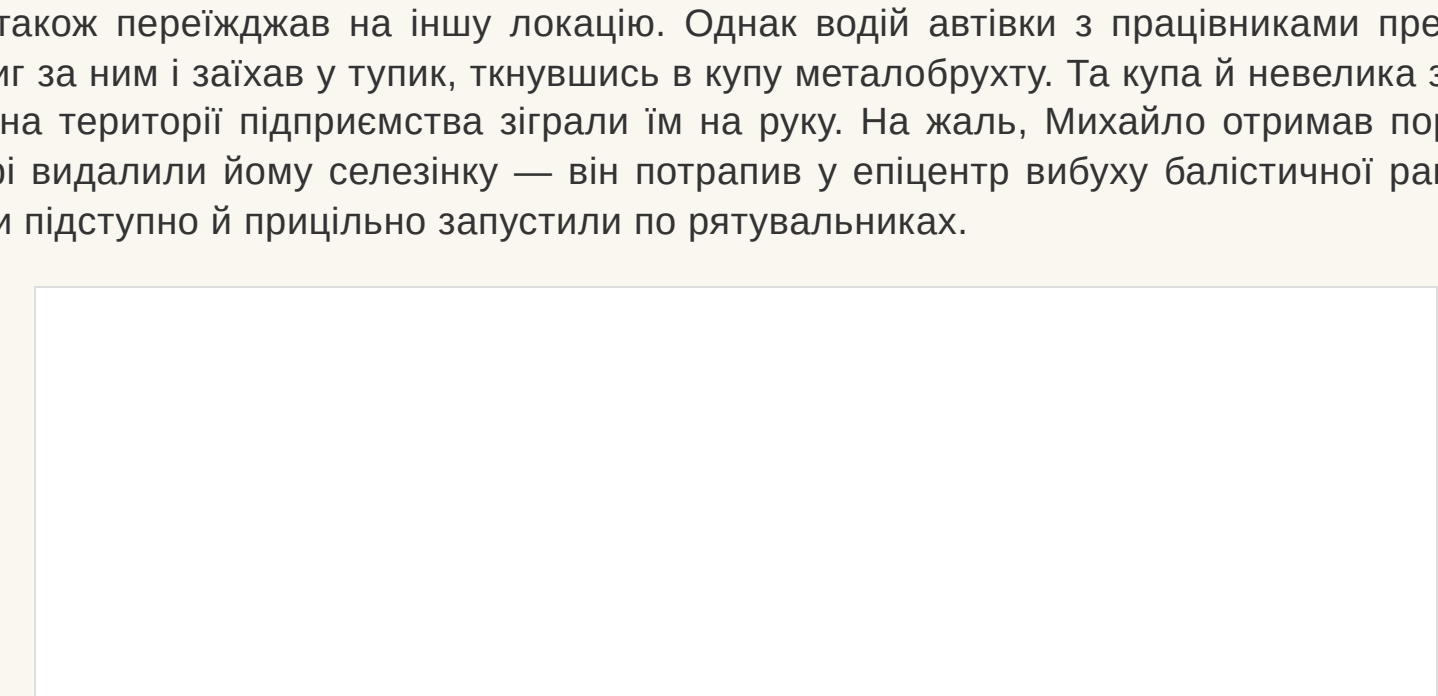 також переїжджав на іншу локацію. Однак водій автівки з працівниками
за ним і заїхав у тупик, ткнувшись в купу металобрухту. Та купа й невелика
на території підприємства зіграли їм на руку. На жаль, Михайло отримав
видалили йому селезінку — він потрапив у епіцентр вибуху балістичної
підступно й прицільно запустили по рятувальниках.